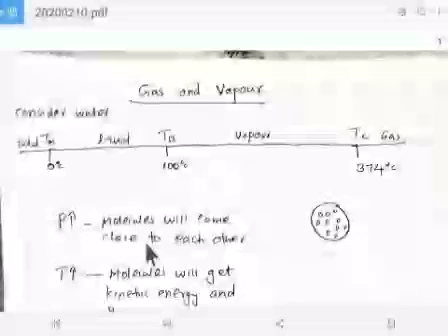 20200210.pdf
Gas and Vapour
consider water
solid Tm liquid TB vapour Tc Gas
0°c 100°c 374°c
P↑ – Molecules will come
close to each other
T↑ – Molecules will get
kinetic energy and